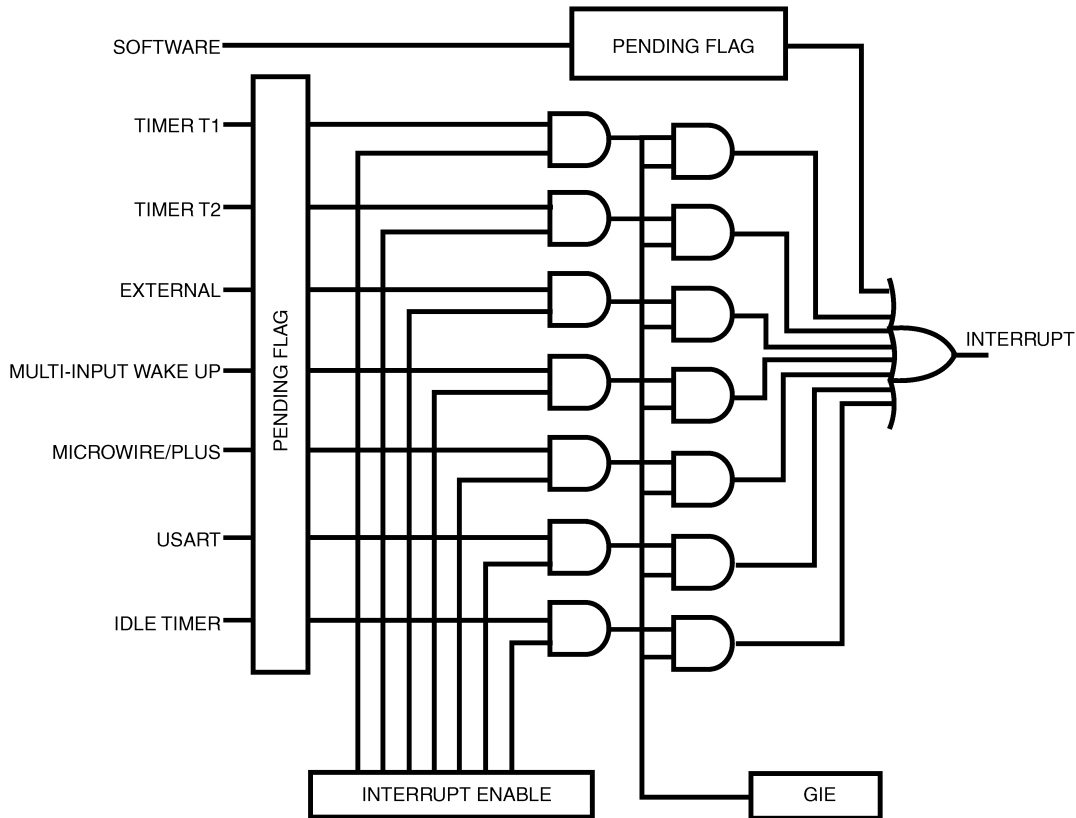 SOFTWARE
PENDING FLAG
TIMER T1
TIMER T2
EXTERNAL
MULTI-INPUT WAKE UP
MICROWIRE/PLUS
USART
IDLE TIMER
PENDING FLAG
INTERRUPT
INTERRUPT ENABLE
GIE